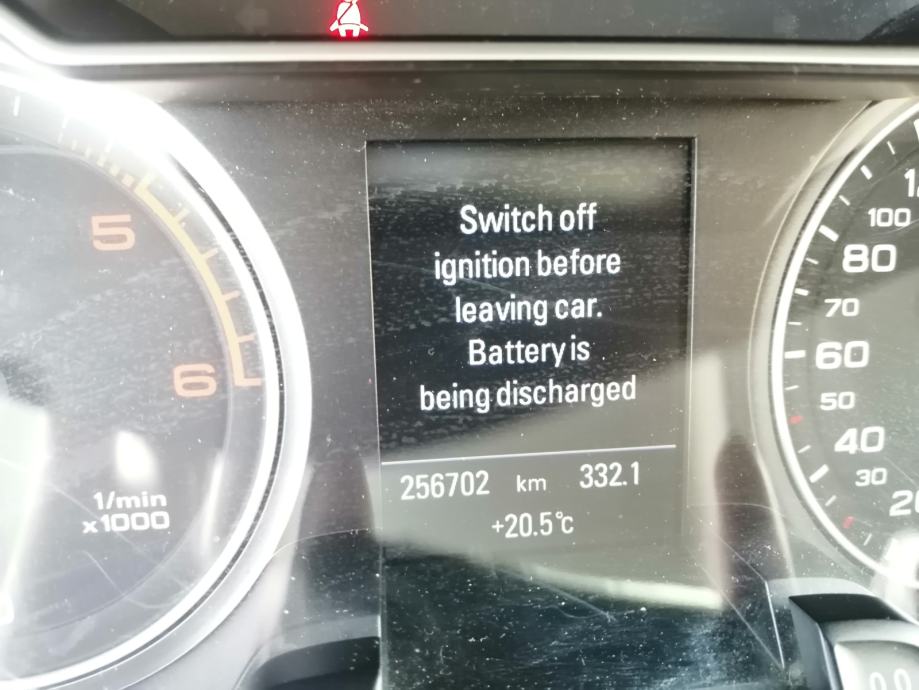 Switch off
ignition before
leaving car.
Battery is
being discharged
256702 km 332.1
+20.5°c
5
6
1/min
x1000
100
80
70
60
50
40
30